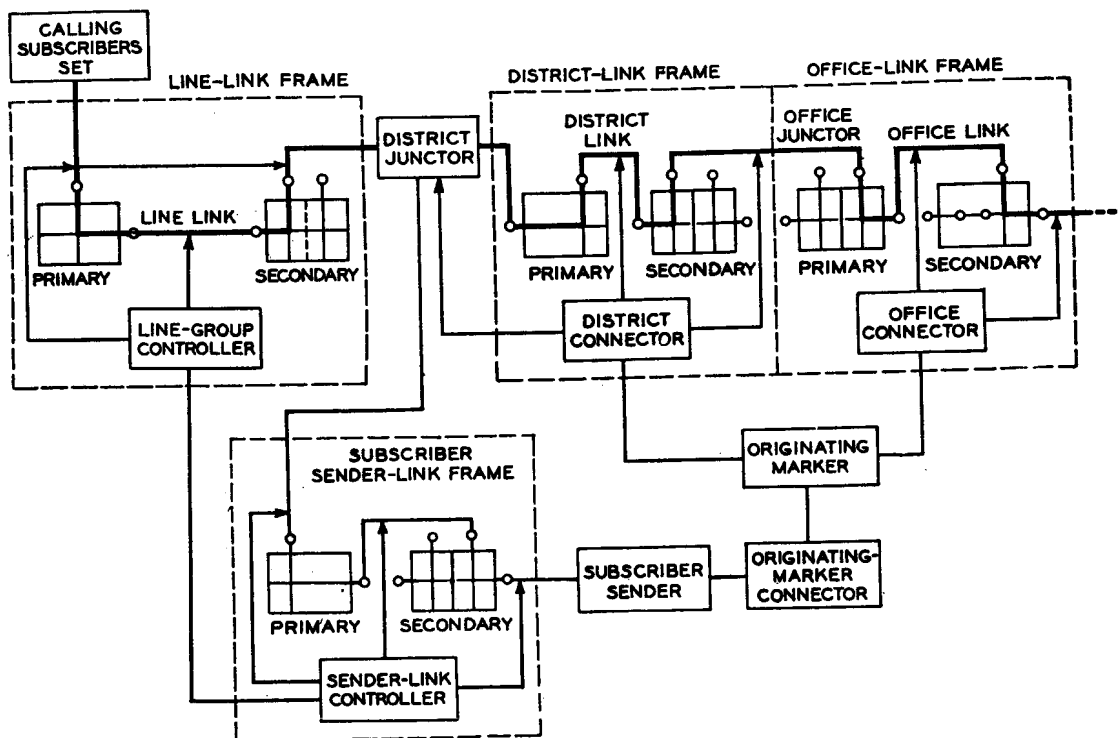 CALLING
SUBSCRIBERS
SET
LINE-LINK FRAME
DISTRICT-LINK FRAME
OFFICE-LINK FRAME
DISTRICT
JUNCTOR
DISTRICT
LINK
OFFICE
JUNCTOR
OFFICE LINK
LINE LINK
PRIMARY
SECONDARY
PRIMARY
SECONDARY
PRIMARY
SECONDARY
LINE-GROUP
CONTROLLER
DISTRICT
CONNECTOR
OFFICE
CONNECTOR
SUBSCRIBER
SENDER-LINK FRAME
ORIGINATING
MARKER
PRIMARY
SECONDARY
SUBSCRIBER
SENDER
ORIGINATING-
MARKER
CONNECTOR
SENDER-LINK
CONTROLLER